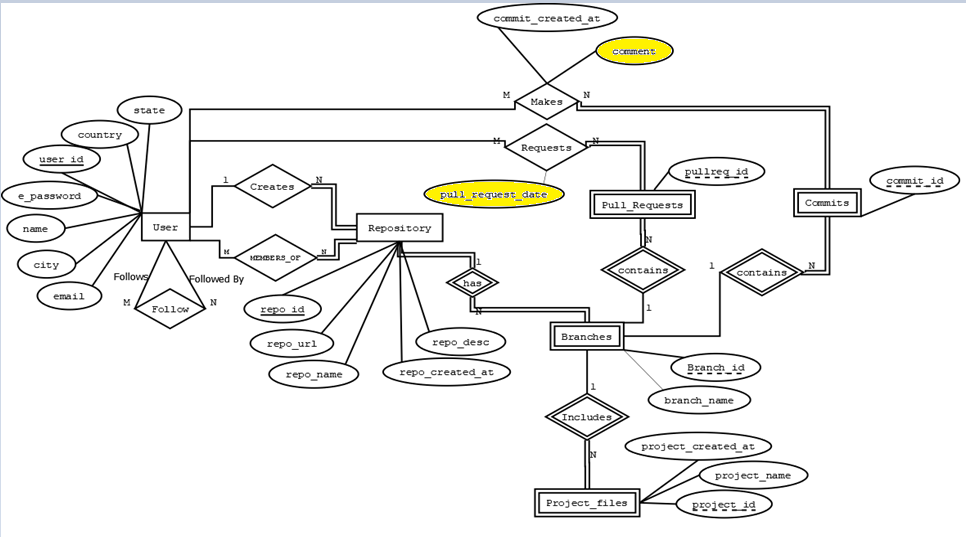 commit_created_at
comment
M
N
Makes
state
country
M
N
Requests
user_id
pullreq_id
e_password
1
Creates
N
pull_request_date
commit_id
Pull_Requests
Commits
name
User
Repository
M
MEMBERS_OF
N
N
city
Follows
Followed By
1
has
contains
1
contains
N
email
M
N
Follow
repo_id
N
1
repo_url
repo_desc
Branches
repo_name
repo_created_at
Branch_id
1
branch_name
Includes
project_created_at
N
project_name
Project_files
project_id